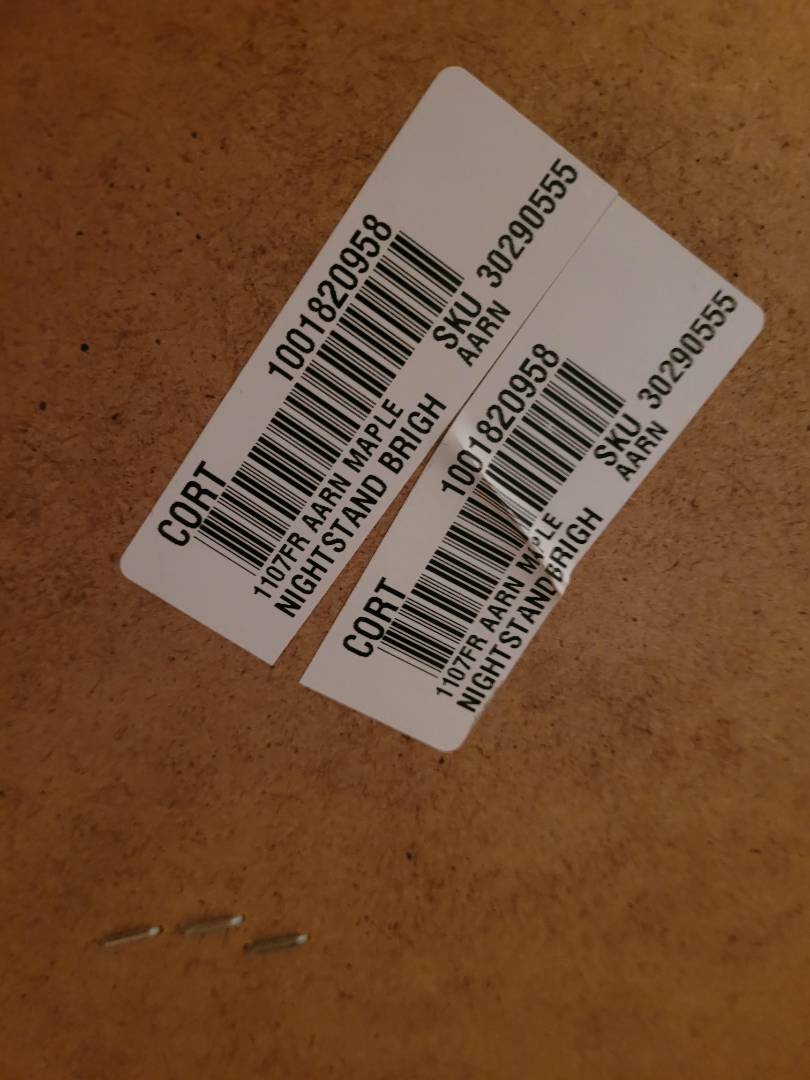 CORT 1001820958
1107FR AARN MAPLE SKU 30290555
NIGHTSTAND BRIGH AARN
CORT 1001820958
1107FR AARN MAPLE SKU 30290555
NIGHTSTAND BRIGH AARN